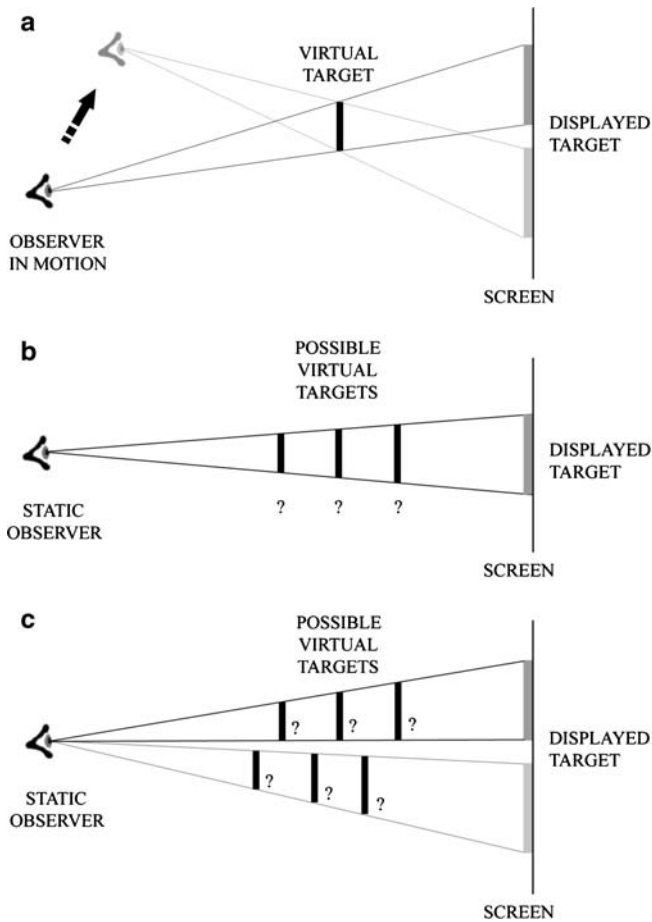 a
VIRTUAL
TARGET
DISPLAYED
TARGET
OBSERVER
IN MOTION
SCREEN
b
POSSIBLE
VIRTUAL
TARGETS
DISPLAYED
TARGET
? ? ?
STATIC
OBSERVER
SCREEN
c
POSSIBLE
VIRTUAL
TARGETS
? ? ?
DISPLAYED
TARGET
? ? ?
STATIC
OBSERVER
SCREEN